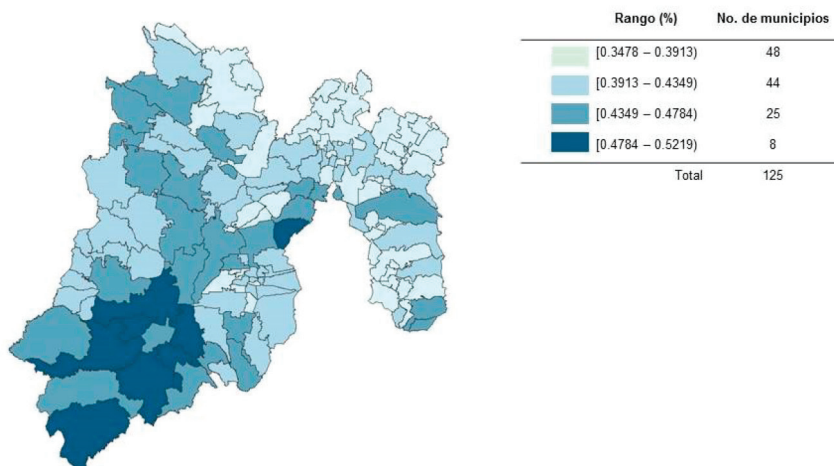 Rango (%) No. de municipios
[0.3478 – 0.3913) 48
[0.3913 – 0.4349) 44
[0.4349 – 0.4784) 25
[0.4784 – 0.5219) 8
Total 125